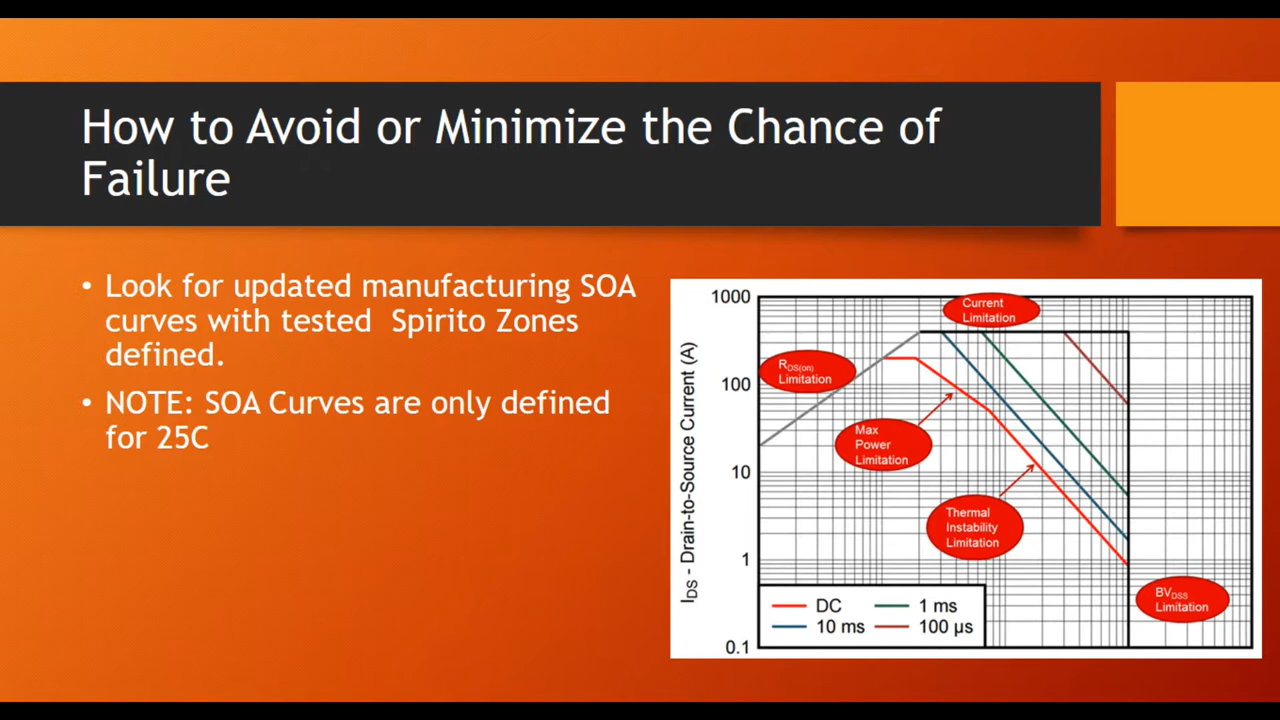 How to Avoid or Minimize the Chance of
Failure
• Look for updated manufacturing SOA
curves with tested Spirito Zones
defined.
• NOTE: SOA Curves are only defined
for 25C
IDS - Drain-to-Source Current (A)
1000
100
10
1
0.1
Current
Limitation
RDS(on)
Limitation
Max
Power
Limitation
Thermal
Instability
Limitation
BVDSS
Limitation
DC
1 ms
10 ms
100 µs